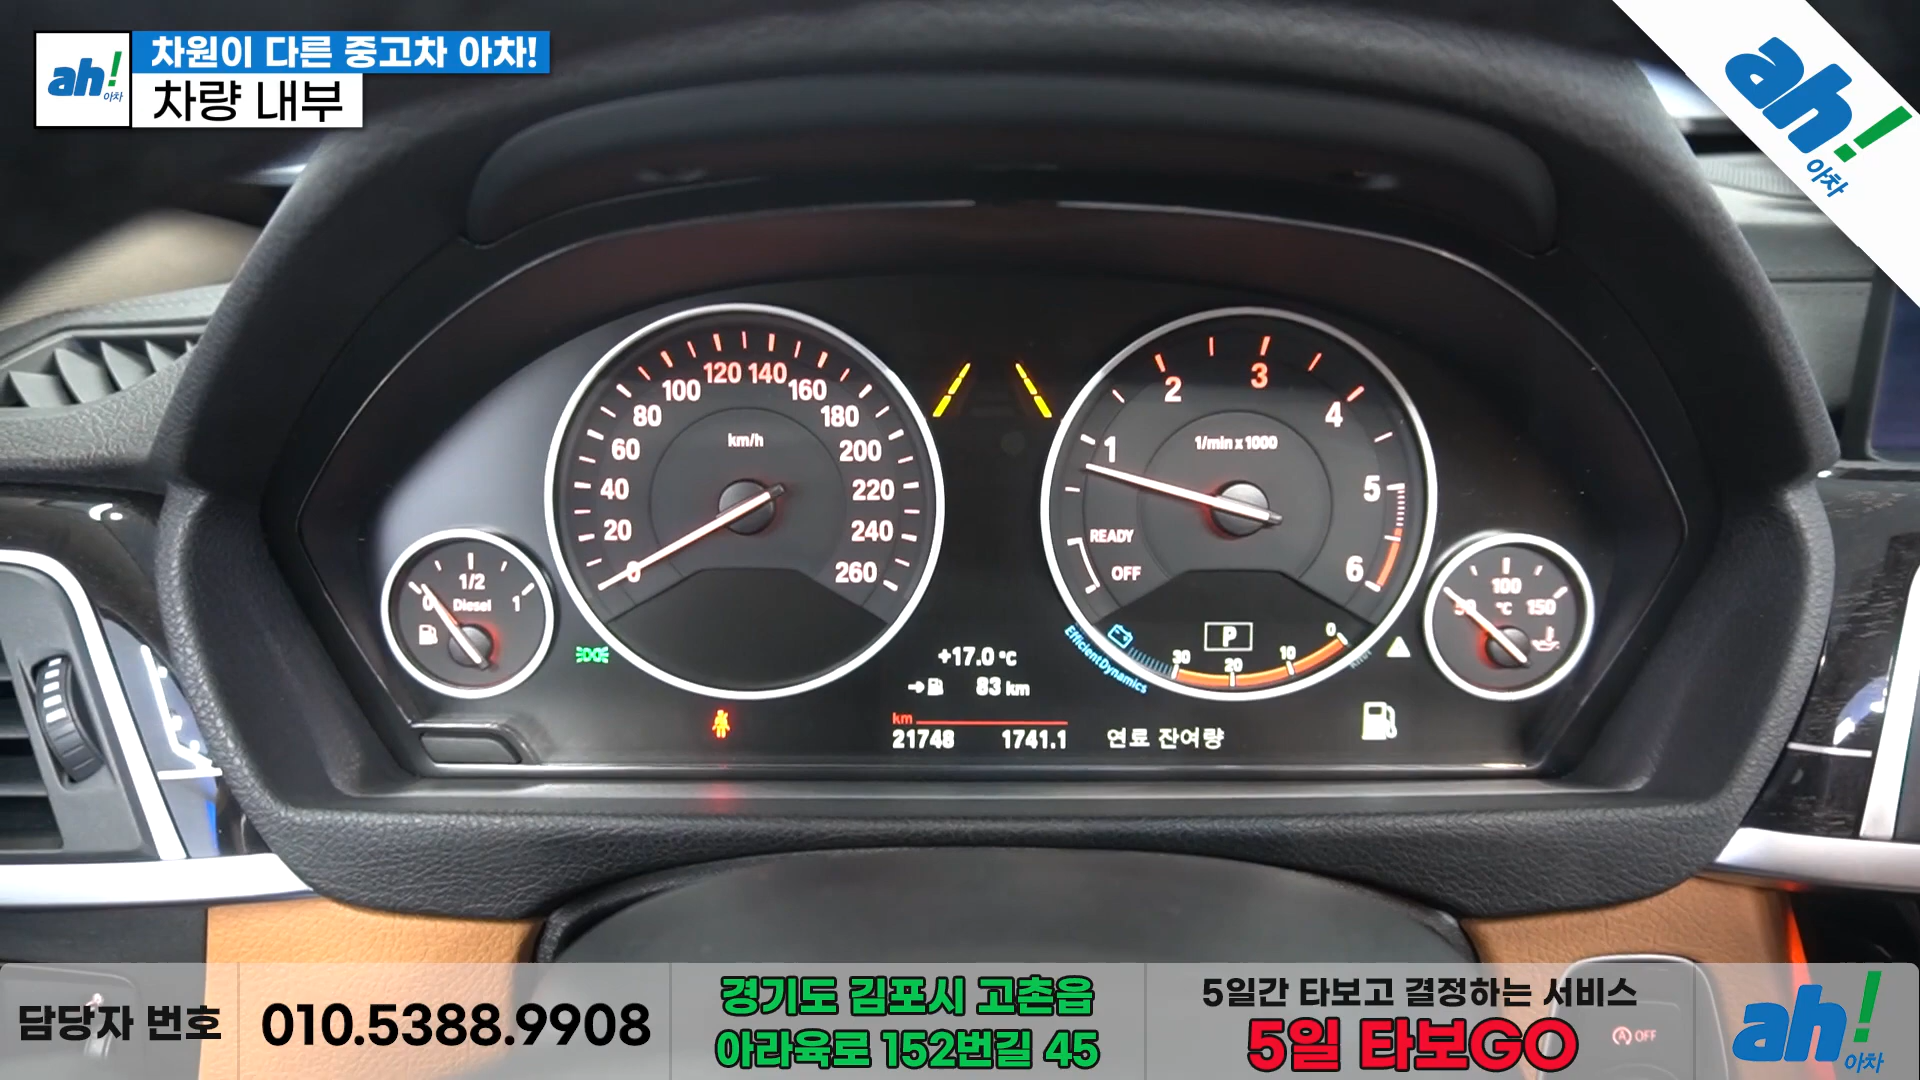 ah!
아차
차원이 다른 중고차 아차!
차량 내부
ah!
아차
120 140
100 160
80 180
60 200
40 220
20 240
0 260
km/h
1 2 3 4 5 6
1/min x 1000
READY
OFF
0 1/2 1
Diesel
50 100 150
°C
P
30 20 10 0
EfficientDynamics
+17.0 °C
83 km
km
21748 1741.1
연료 잔여량
담당자 번호
010.5388.9908
경기도 김포시 고촌읍
아라육로 152번길 45
5일간 타보고 결정하는 서비스
5일 타보GO
OFF
ah!
아차